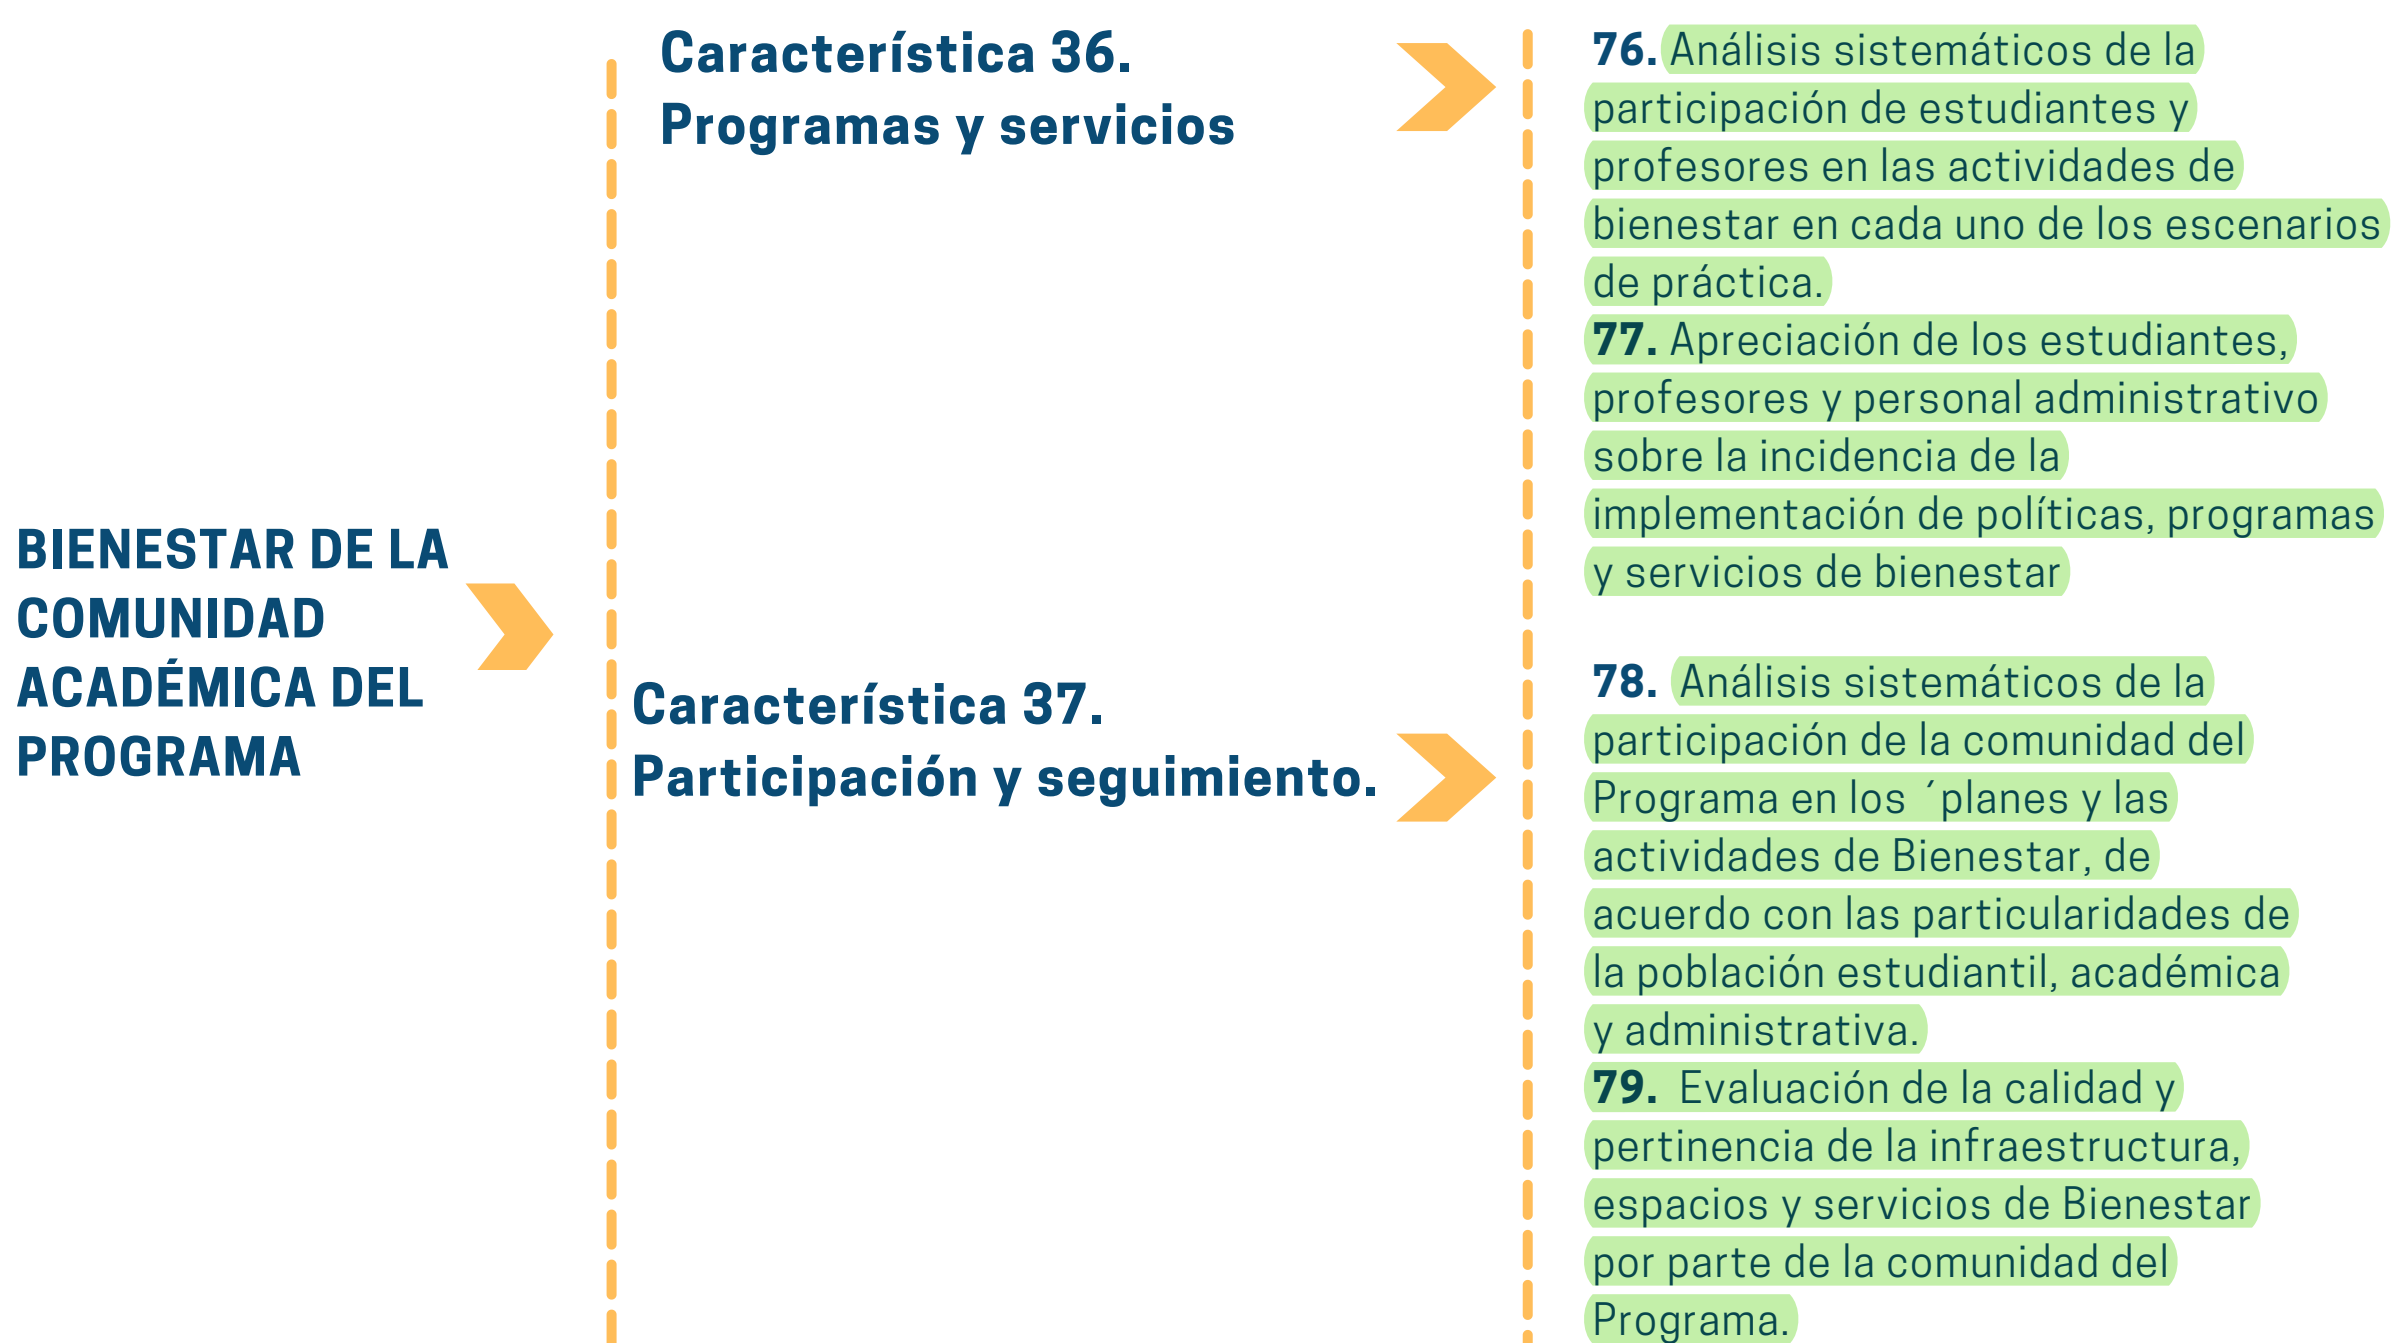 BIENESTAR DE LA
COMUNIDAD
ACADÉMICA DEL
PROGRAMA
Característica 36.
Programas y servicios
76. Análisis sistemáticos de la
participación de estudiantes y
profesores en las actividades de
bienestar en cada uno de los escenarios
de práctica.
77. Apreciación de los estudiantes,
profesores y personal administrativo
sobre la incidencia de la
implementación de políticas, programas
y servicios de bienestar
Característica 37.
Participación y seguimiento.
78. Análisis sistemáticos de la
participación de la comunidad del
Programa en los ´planes y las
actividades de Bienestar, de
acuerdo con las particularidades de
la población estudiantil, académica
y administrativa.
79. Evaluación de la calidad y
pertinencia de la infraestructura,
espacios y servicios de Bienestar
por parte de la comunidad del
Programa.